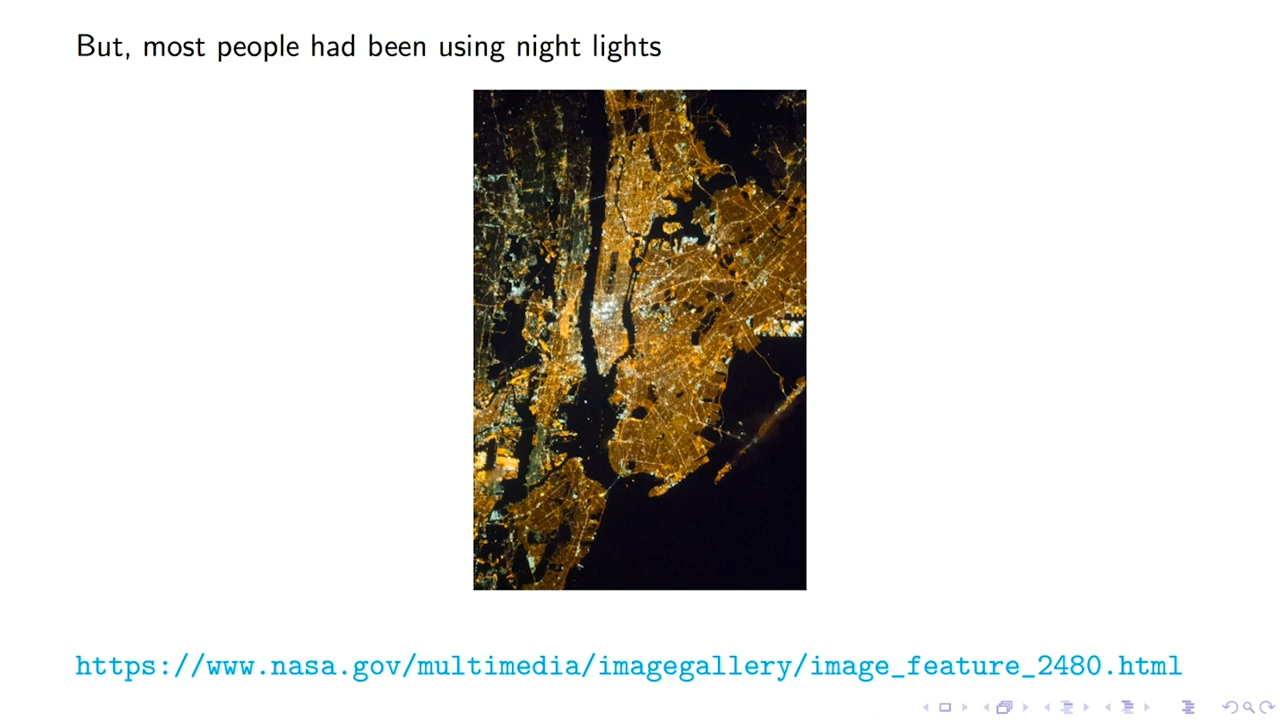 But, most people had been using night lights
https://www.nasa.gov/multimedia/imagegallery/image_feature_2480.html